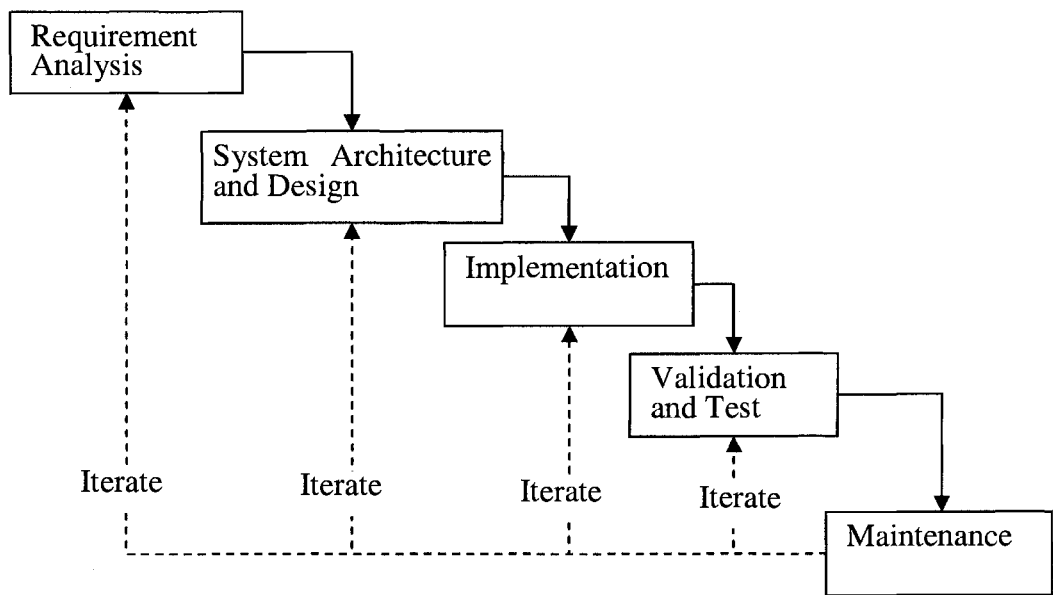 Requirement
Analysis
System Architecture
and Design
Implementation
Validation
and Test
Iterate
Iterate
Iterate
Iterate
Maintenance